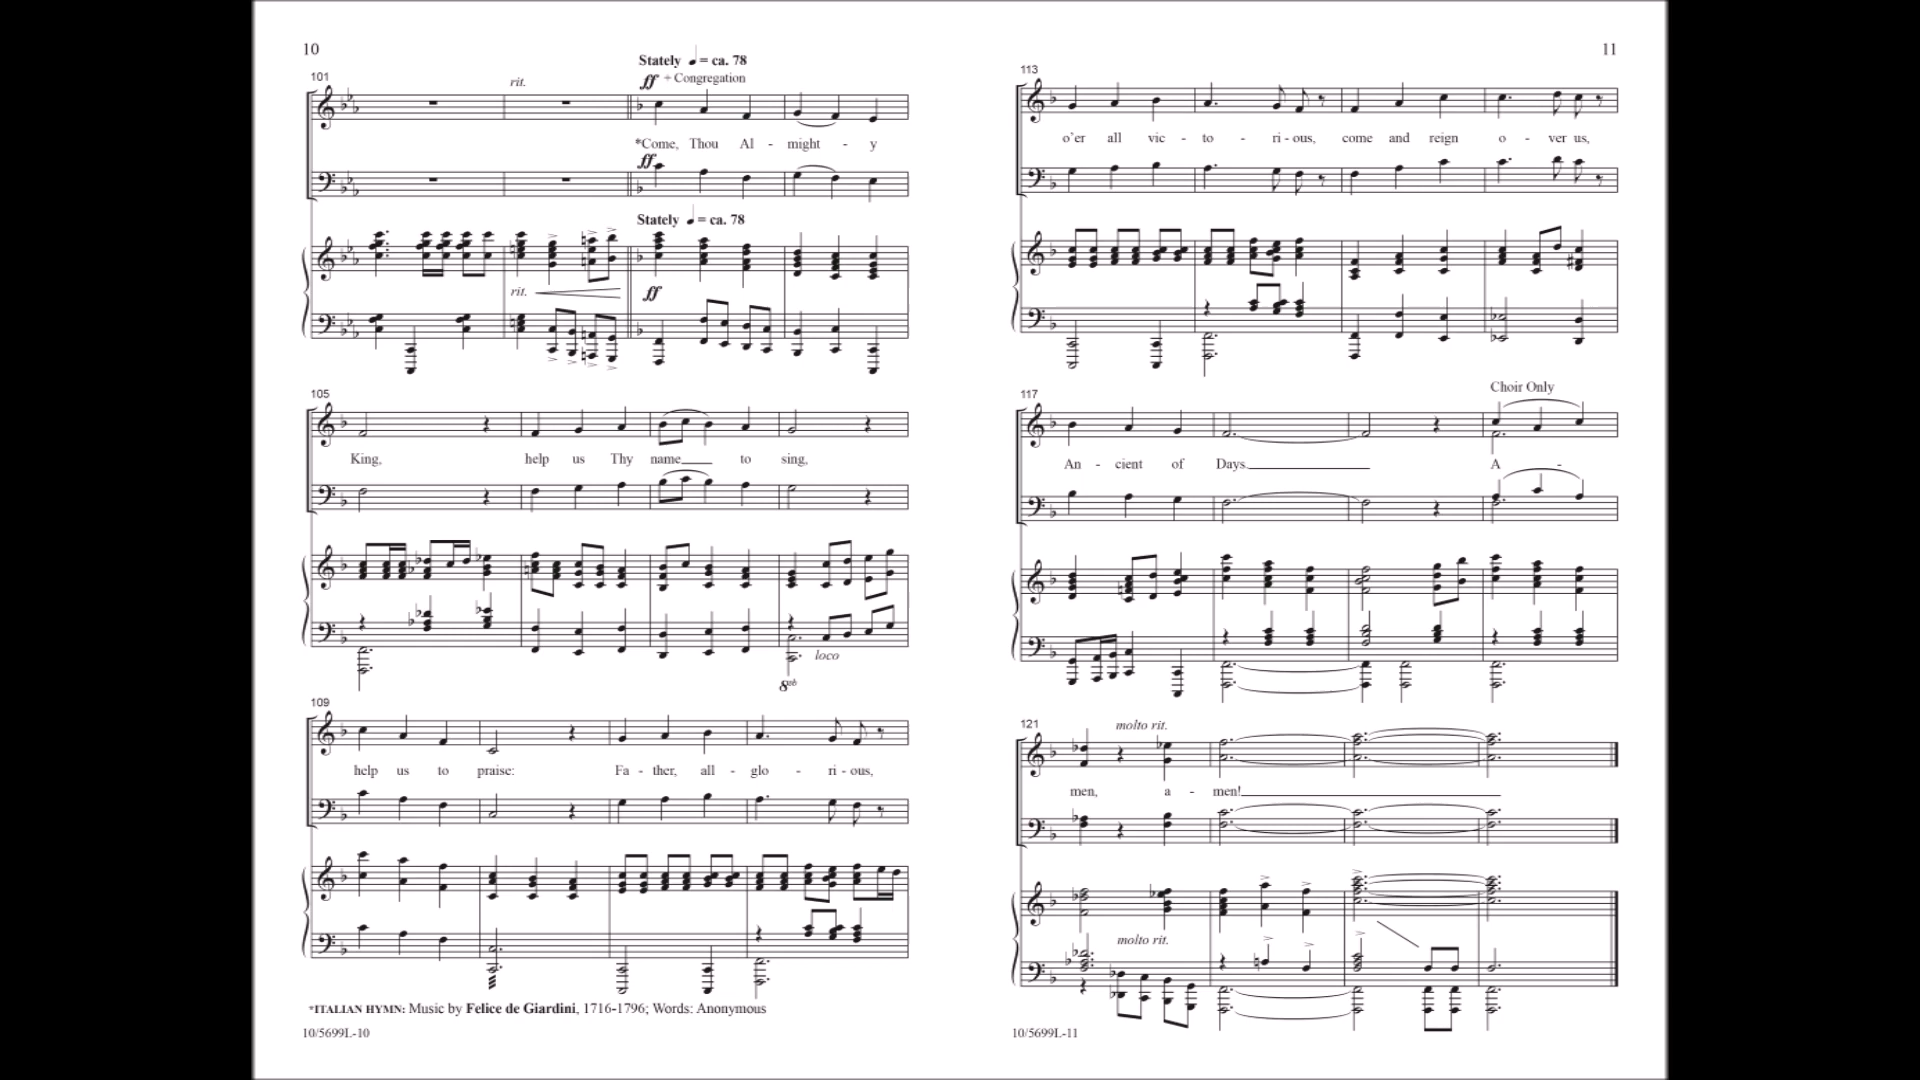 10
101
rit.
Stately ♩ = ca. 78
ff + Congregation
*Come, Thou Al - might - y
ff
Stately ♩ = ca. 78
rit.
ff
105
King, help us Thy name to sing,
loco
8vb
109
help us to praise: Fa - ther, all - glo - ri - ous,
*ITALIAN HYMN: Music by Felice de Giardini, 1716-1796; Words: Anonymous
10/5699L-10
11
113
o'er all vic - to - ri - ous, come and reign o - ver us,
117
Choir Only
An - cient of Days. A -
121
molto rit.
men, a - men!
molto rit.
10/5699L-11